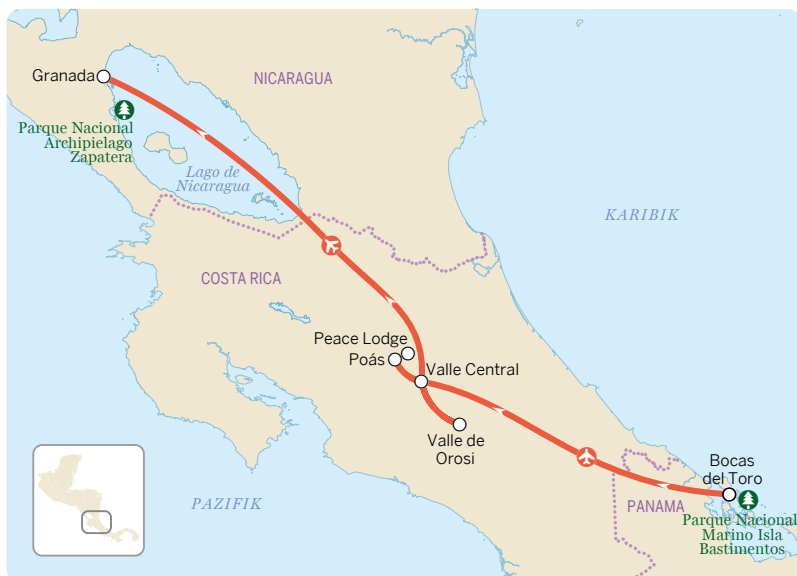 Granada
NICARAGUA
Parque Nacional
Archipielago
Zapatera
Lago de
Nicaragua
KARIBIK
COSTA RICA
Peace Lodge
Poás
Valle Central
Valle de
Orosi
Bocas
del Toro
PAZIFIK
PANAMA
Parque Nacional
Marino Isla
Bastimentos